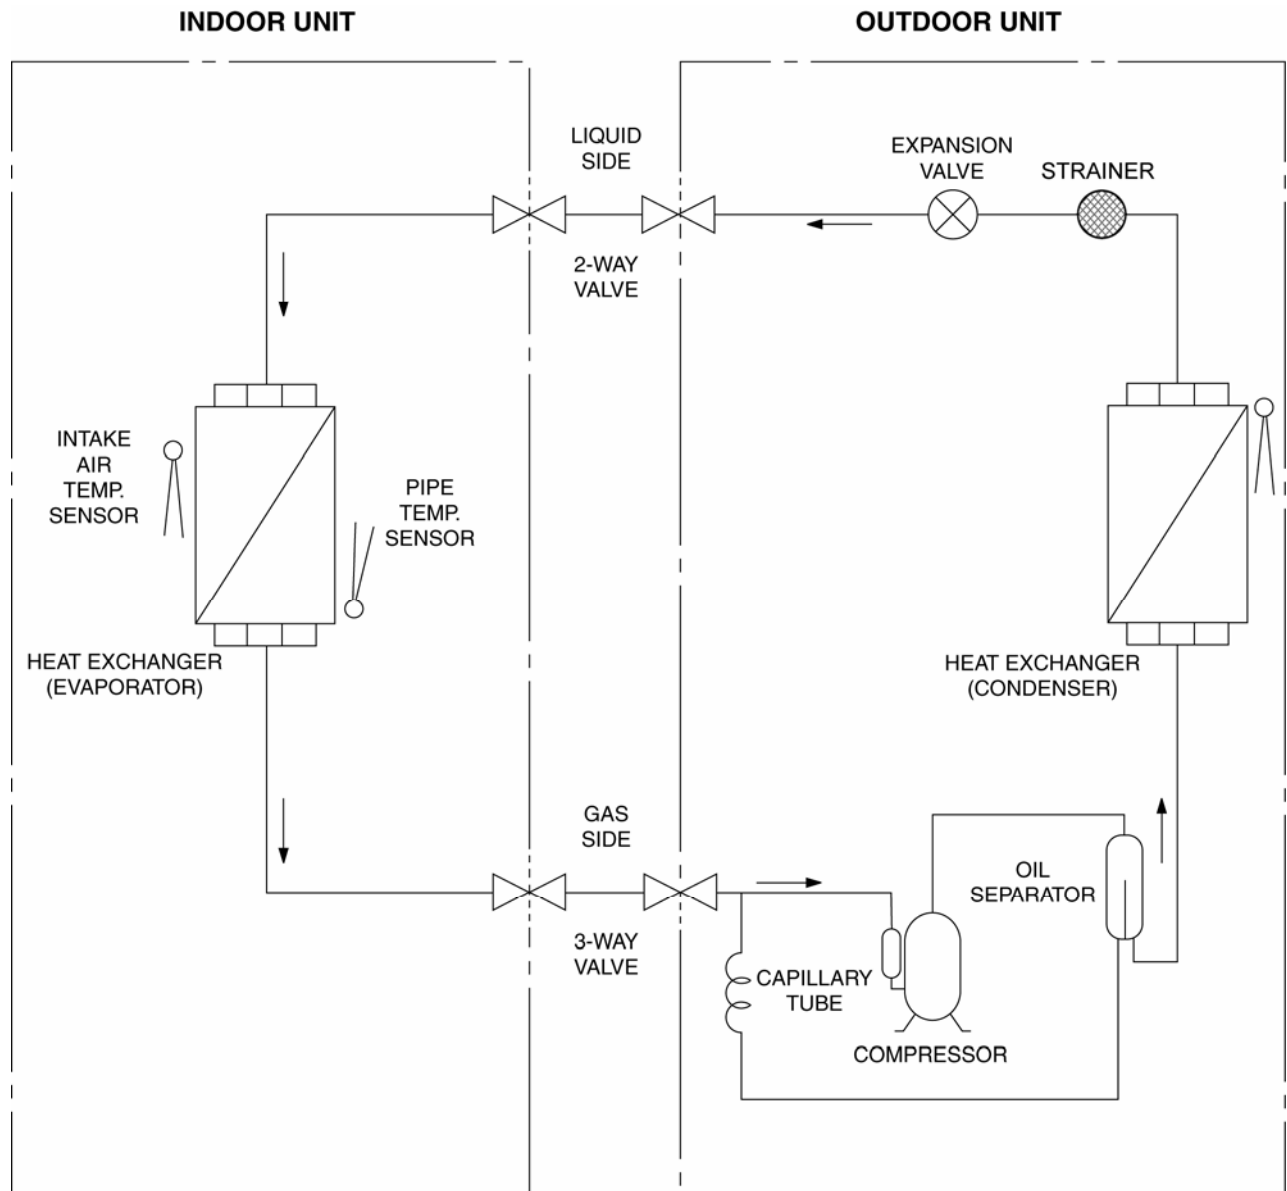 INDOOR UNIT
OUTDOOR UNIT
LIQUID
SIDE
EXPANSION
VALVE
STRAINER
2-WAY
VALVE
INTAKE
AIR
TEMP.
SENSOR
PIPE
TEMP.
SENSOR
HEAT EXCHANGER
(EVAPORATOR)
HEAT EXCHANGER
(CONDENSER)
GAS
SIDE
3-WAY
VALVE
OIL
SEPARATOR
CAPILLARY
TUBE
COMPRESSOR